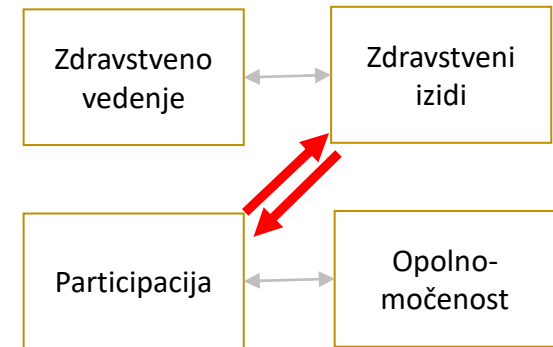 Zdravstveno
vedenje
Zdravstveni
izidi
Participacija
Opolno-
močenost